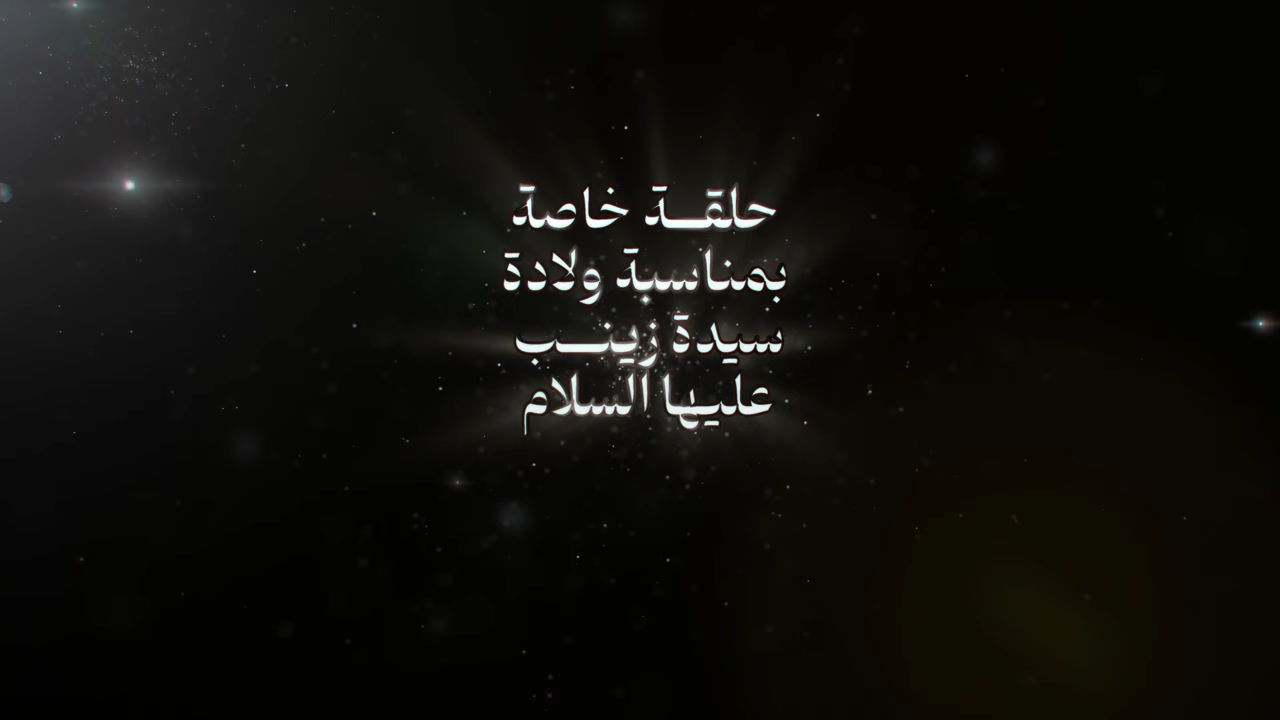 حلقة خاصة
بمناسبة ولادة
سيدة زينب
عليها السلام